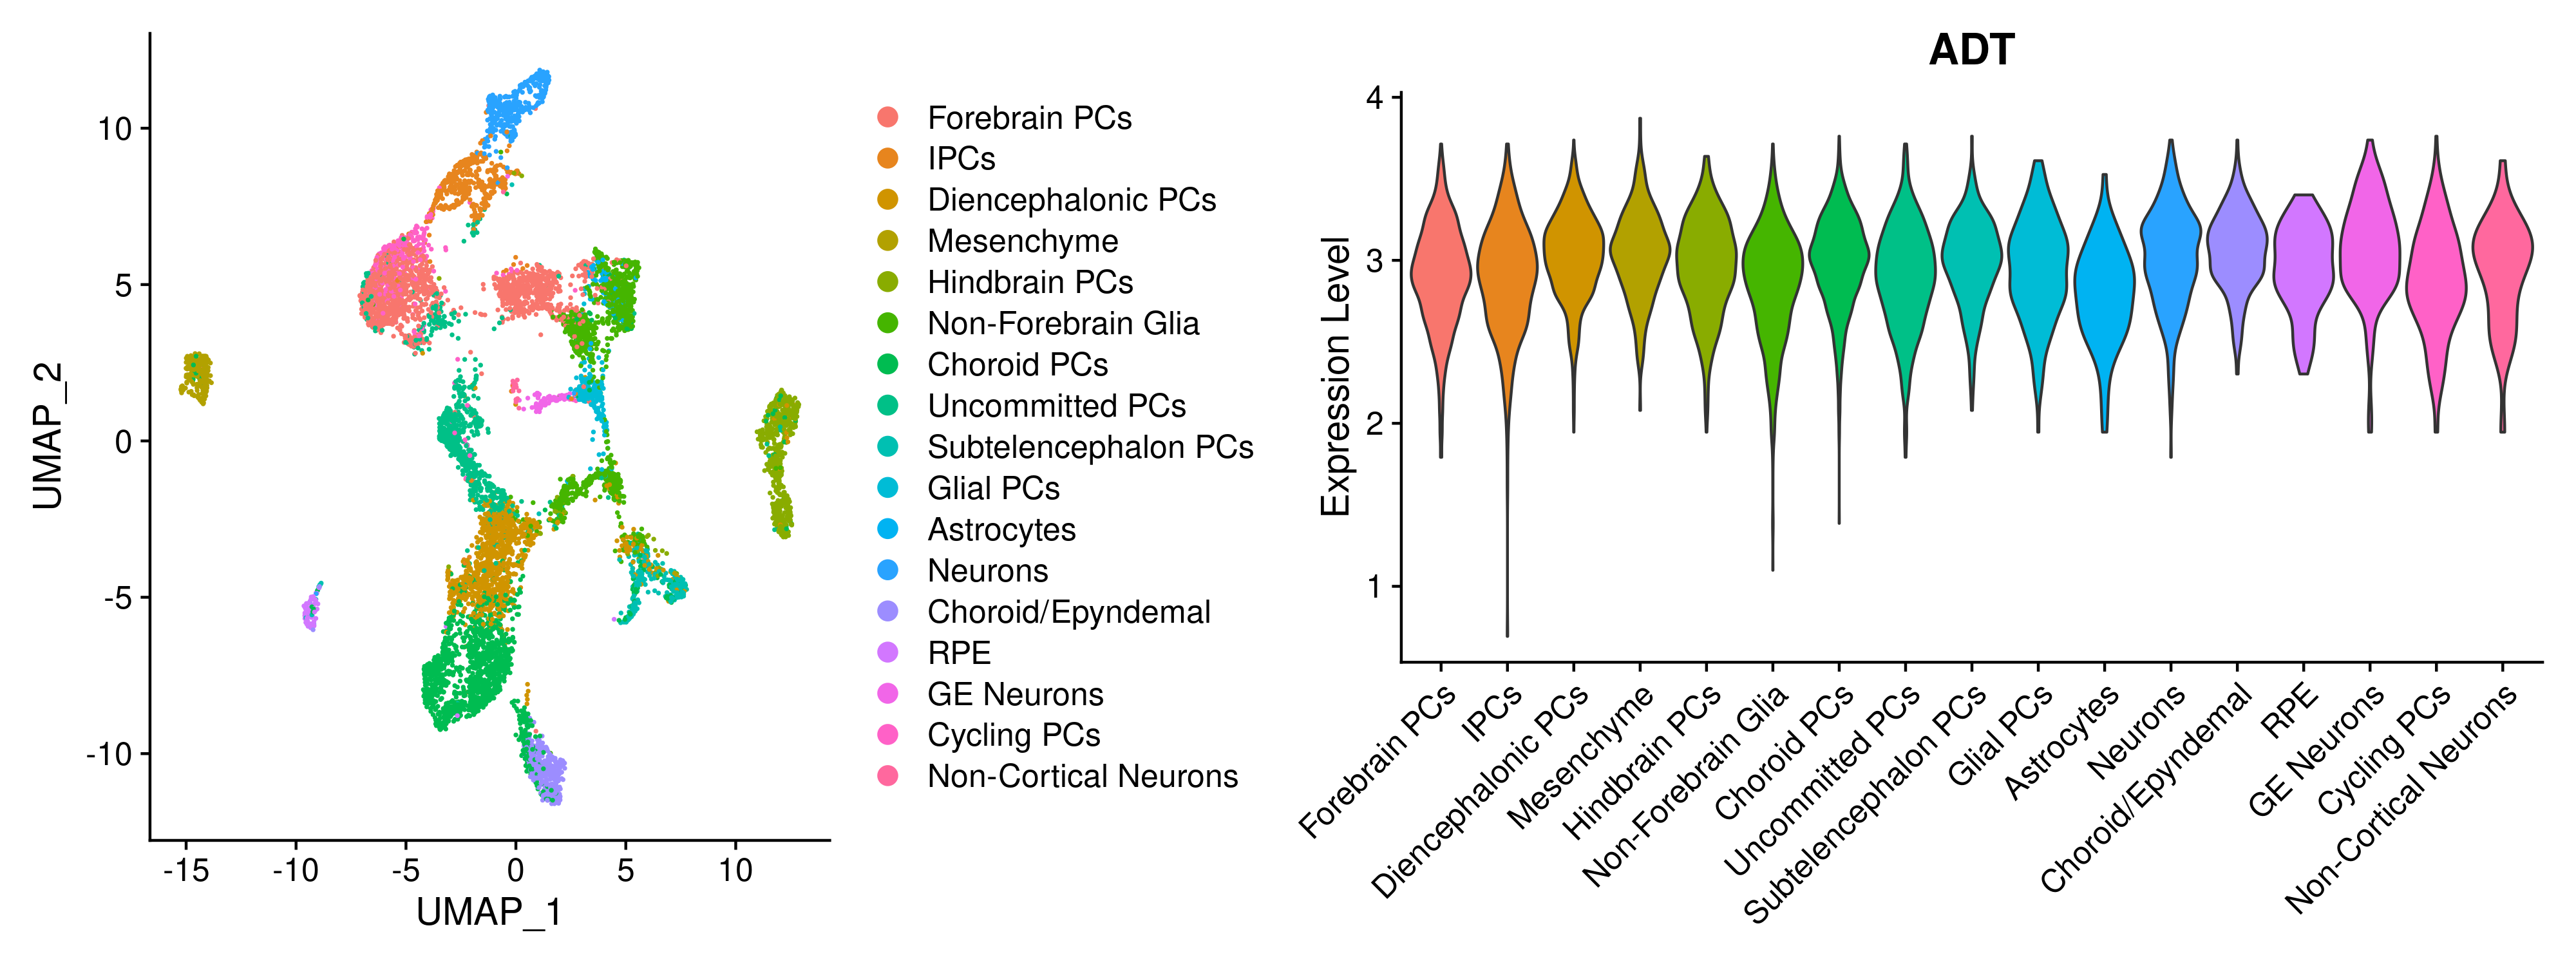 UMAP_2
10
5
0
-5
-10
-15
-10
-5
0
5
10
UMAP_1
Forebrain PCs
IPCs
Diencephalonic PCs
Mesenchyme
Hindbrain PCs
Non-Forebrain Glia
Choroid PCs
Uncommitted PCs
Subtelencephalon PCs
Glial PCs
Astrocytes
Neurons
Choroid/Epyndemal
RPE
GE Neurons
Cycling PCs
Non-Cortical Neurons
ADT
Expression Level
4
3
2
1
Forebrain PCs
IPCs
Diencephalonic PCs
Mesenchyme
Hindbrain PCs
Non-Forebrain Glia
Choroid PCs
Uncommitted PCs
Subtelencephalon PCs
Glial PCs
Astrocytes
Neurons
Choroid/Epyndemal
RPE
GE Neurons
Cycling PCs
Non-Cortical Neurons